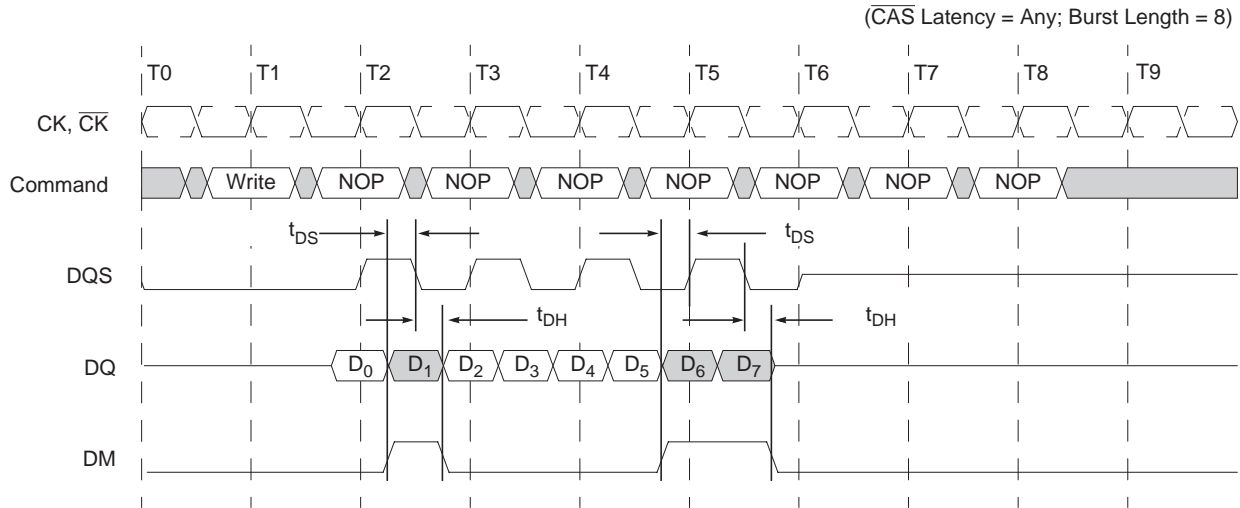 (CAS Latency = Any; Burst Length = 8)
T0 T1 T2 T3 T4 T5 T6 T7 T8 T9
CK, CK
Command Write NOP NOP NOP NOP NOP NOP NOP
tDS tDS
DQS
tDH tDH
DQ D0 D1 D2 D3 D4 D5 D6 D7
DM